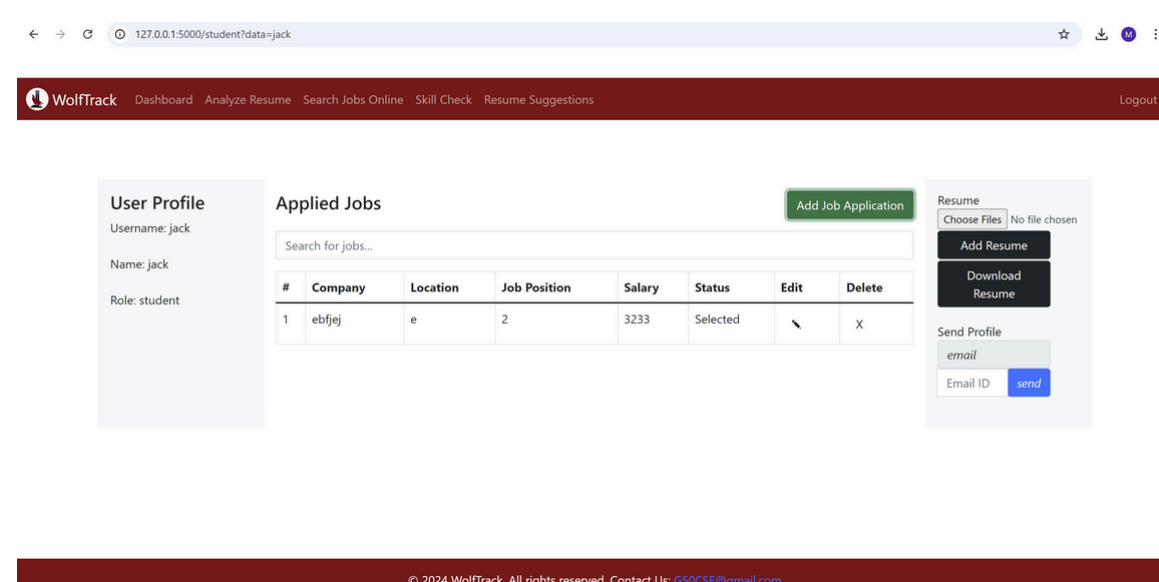 127.0.0.1:5000/student?data=jack
M
WolfTrack Dashboard Analyze Resume Search Jobs Online Skill Check Resume Suggestions Logout
User Profile
Username: jack
Name: jack
Role: student
Applied Jobs
Add Job Application
Search for jobs...
# Company Location Job Position Salary Status Edit Delete
1 ebfjej e 2 3233 Selected X
Resume
Choose Files No file chosen
Add Resume
Download
Resume
Send Profile
email
Email ID send
© 2024 WolfTrack. All rights reserved. Contact Us: G50CSE@gmail.com